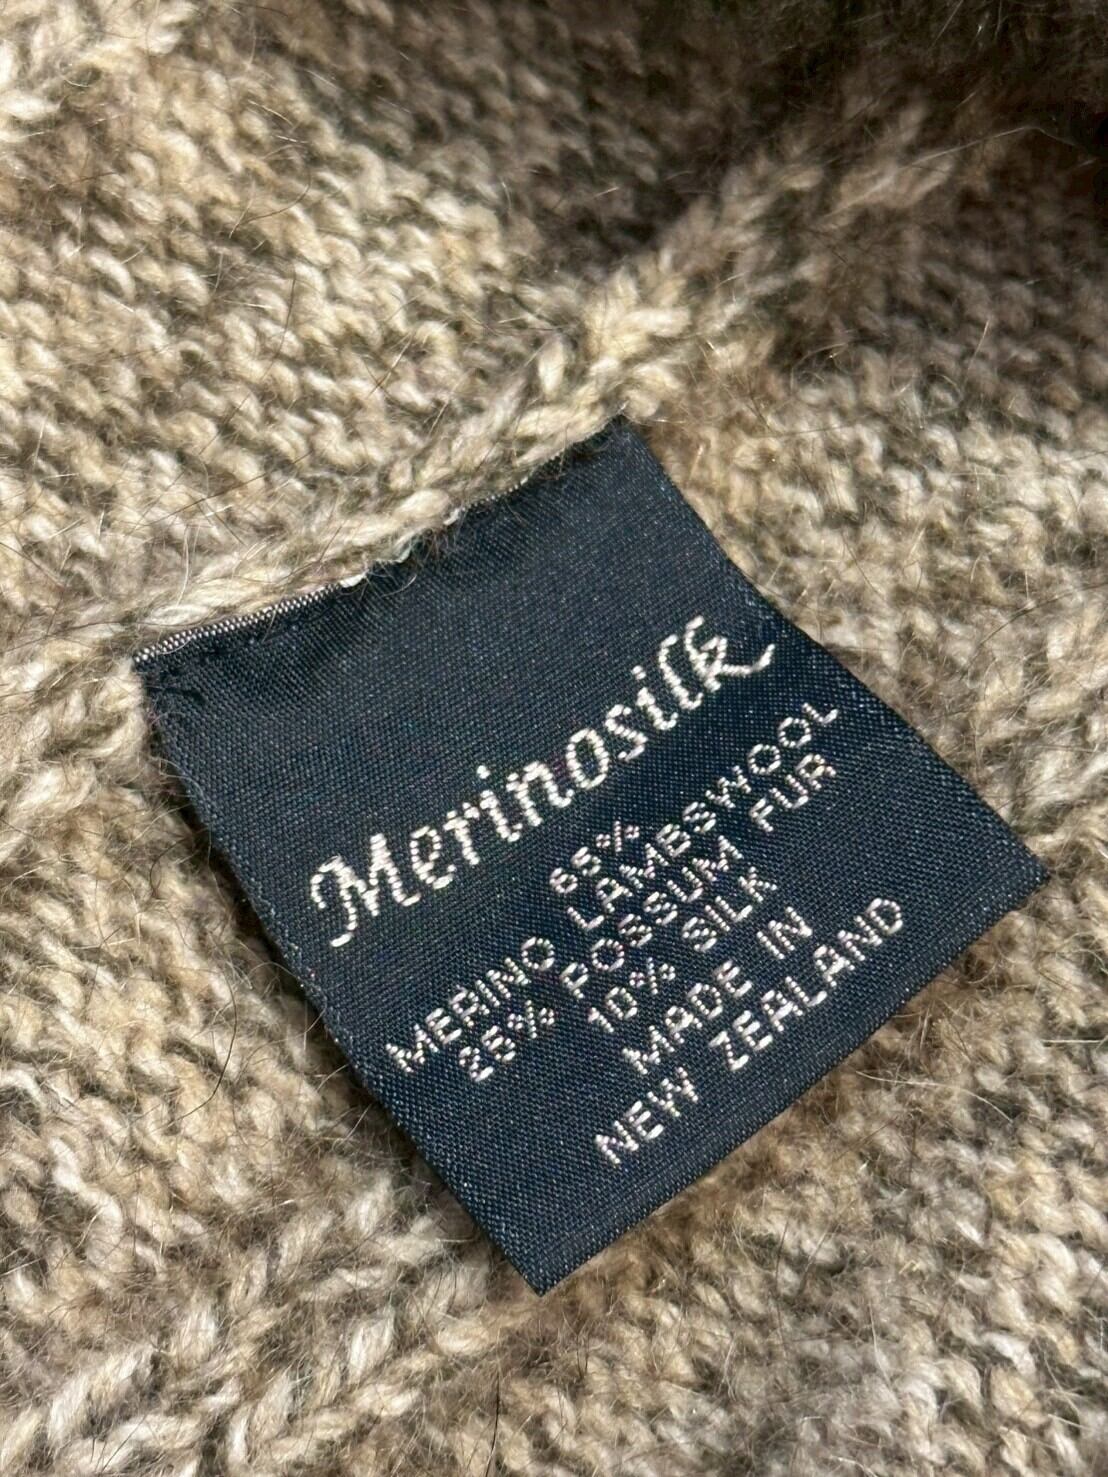 Merinosilk
65%
MERINO LAMBSWOOL
25% POSSUM FUR
10% SILK
MADE IN
NEW ZEALAND